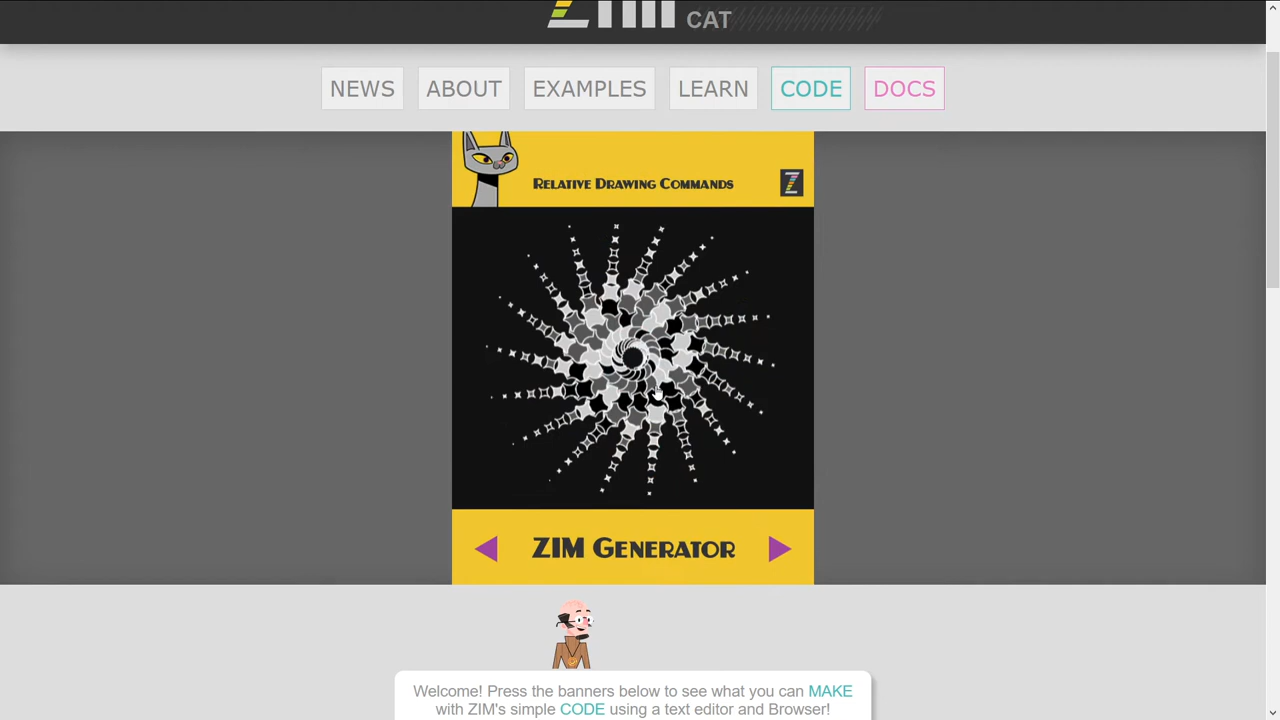 ZIM CAT
NEWS ABOUT EXAMPLES LEARN CODE DOCS
Relative Drawing Commands
Z
ZIM Generator
Welcome! Press the banners below to see what you can MAKE
with ZIM's simple CODE using a text editor and Browser!